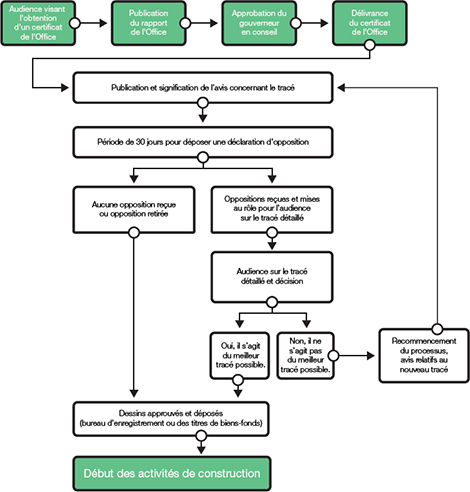 Audience visant
l'obtention
d'un certificat
de l'Office
Publication
du rapport
de l'Office
Approbation du
gouverneur
en conseil
Délivrance
du certificat
de l'Office
Publication et signification de l'avis concernant le tracé
Période de 30 jours pour déposer une déclaration d'opposition
Aucune opposition reçue
ou opposition retirée
Oppositions reçues et mises
au rôle pour l'audience
sur le tracé détaillé
Audience sur le tracé
détaillé et décision
Oui, il s'agit
du meilleur
tracé possible.
Non, il ne
s'agit pas
du meilleur
tracé possible.
Recommencement
du processus,
avis relatifs au
nouveau tracé
Dessins approuvés et déposés
(bureau d'enregistrement ou des titres de biens-fonds)
Début des activités de construction